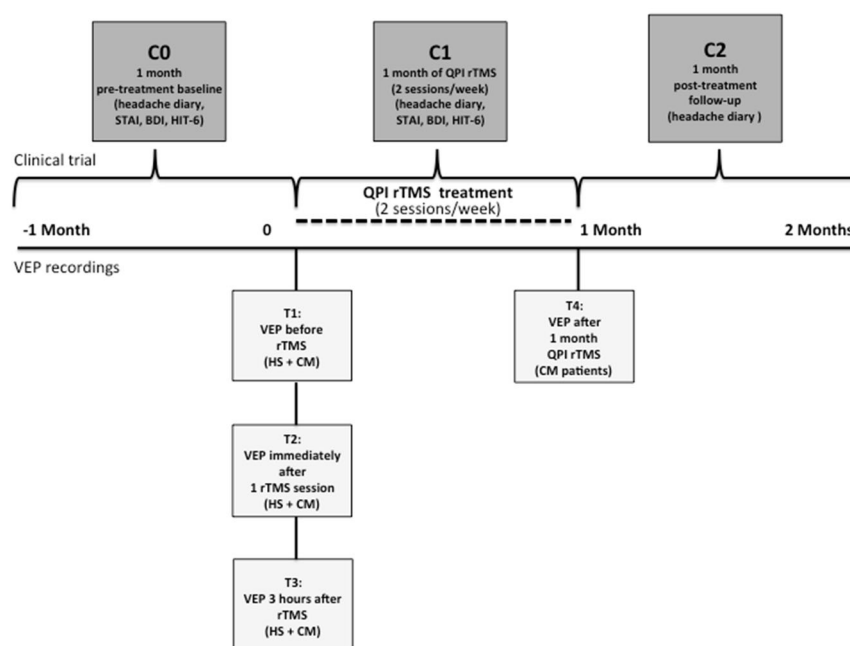 C0
1 month
pre-treatment baseline
(headache diary,
STAI, BDI, HIT-6)
C1
1 month of QPI rTMS
(2 sessions/week)
(headache diary,
STAI, BDI, HIT-6)
C2
1 month
post-treatment
follow-up
(headache diary )
Clinical trial
QPI rTMS treatment
(2 sessions/week)
-1 Month
0
1 Month
2 Months
VEP recordings
T1:
VEP before
rTMS
(HS + CM)
T4:
VEP after
1 month
QPI rTMS
(CM patients)
T2:
VEP immediately
after
1 rTMS session
(HS + CM)
T3:
VEP 3 hours after
rTMS
(HS + CM)